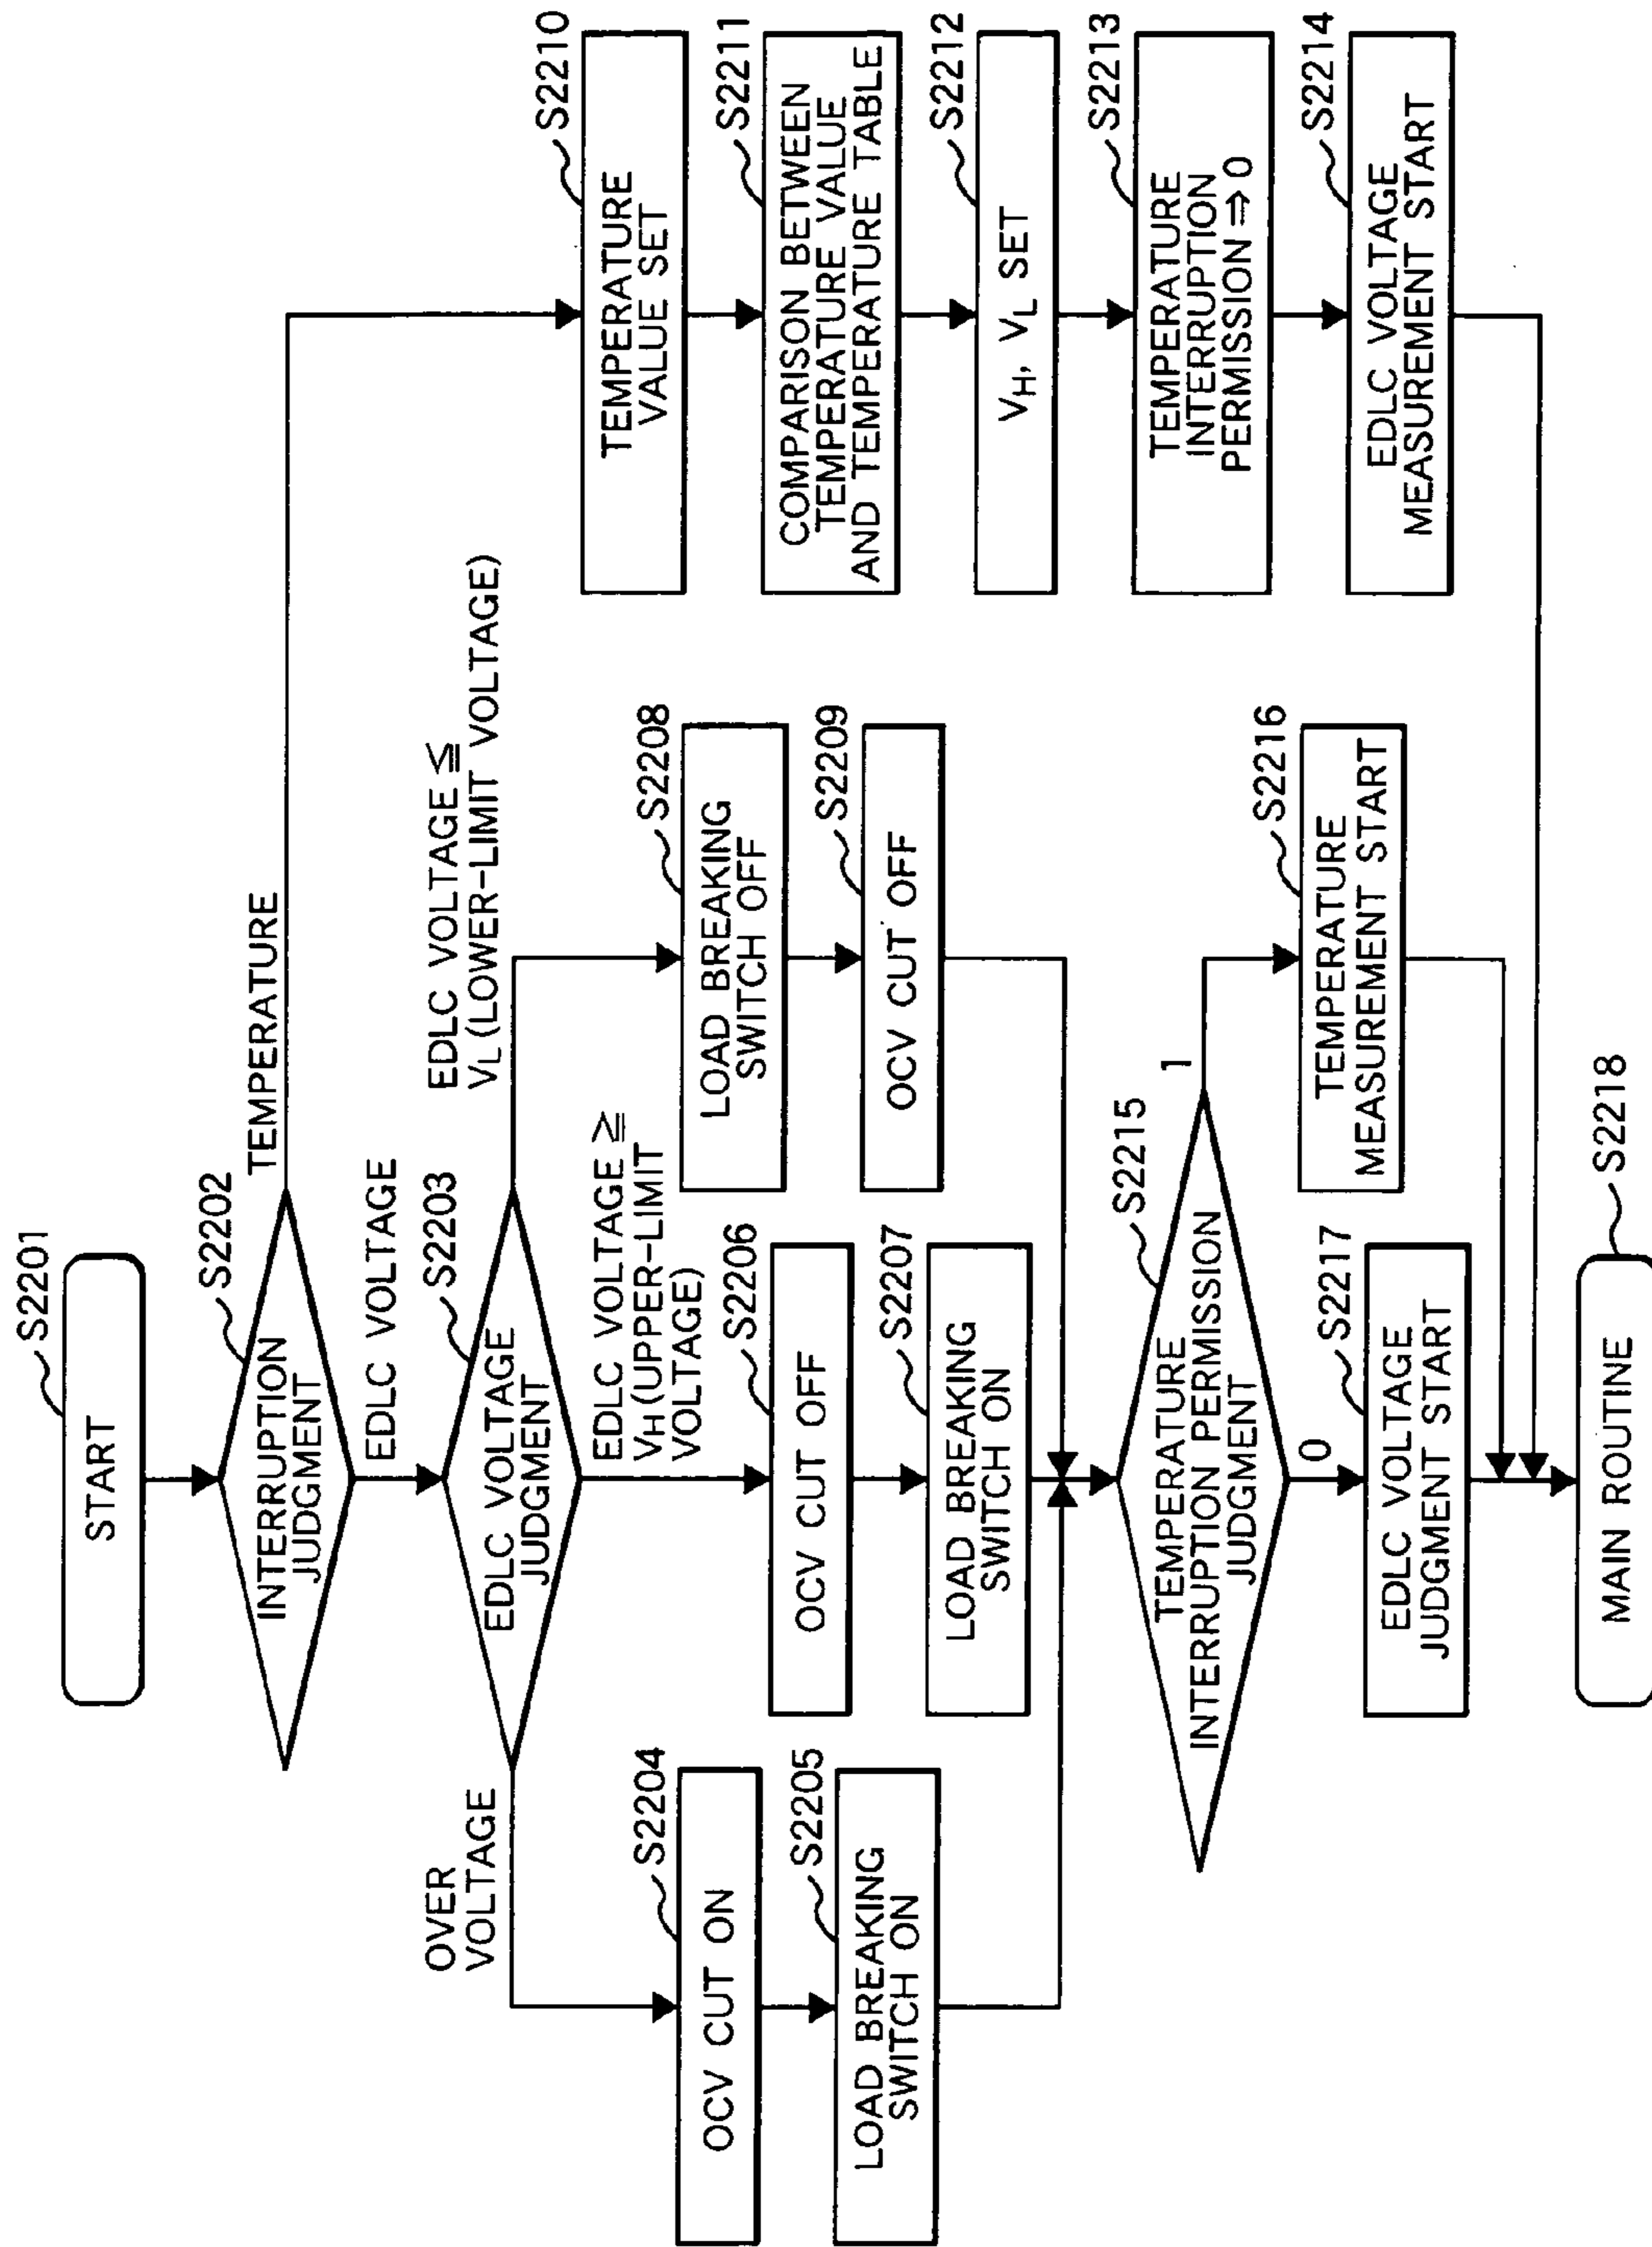 S2201
START
S2202
INTERRUPTION
JUDGMENT
TEMPERATURE
EDLC VOLTAGE
S2203
EDLC VOLTAGE
JUDGMENT
OVER
VOLTAGE
EDLC VOLTAGE ≧
VH (UPPER-LIMIT
VOLTAGE)
EDLC VOLTAGE ≦
VL (LOWER-LIMIT VOLTAGE)
S2204
OCV CUT ON
S2205
LOAD BREAKING
SWITCH ON
S2206
OCV CUT OFF
S2207
LOAD BREAKING
SWITCH ON
S2208
LOAD BREAKING
SWITCH OFF
S2209
OCV CUT OFF
S2210
TEMPERATURE
VALUE SET
S2211
COMPARISON BETWEEN
TEMPERATURE VALUE
AND TEMPERATURE TABLE
S2212
VH, VL SET
S2213
TEMPERATURE
INTERRUPTION
PERMISSION⇒0
S2214
EDLC VOLTAGE
MEASUREMENT START
S2215
TEMPERATURE
INTERRUPTION PERMISSION
JUDGMENT
1
0
S2216
TEMPERATURE
MEASUREMENT START
S2217
EDLC VOLTAGE
JUDGMENT START
S2218
MAIN ROUTINE